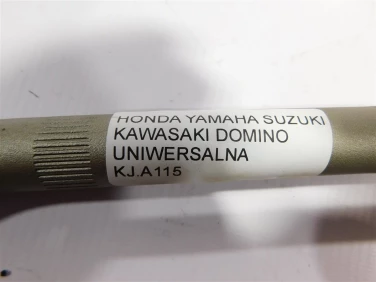 HONDA YAMAHA SUZUKI
KAWASAKI DOMINO
UNIWERSALNA
KJ.A115